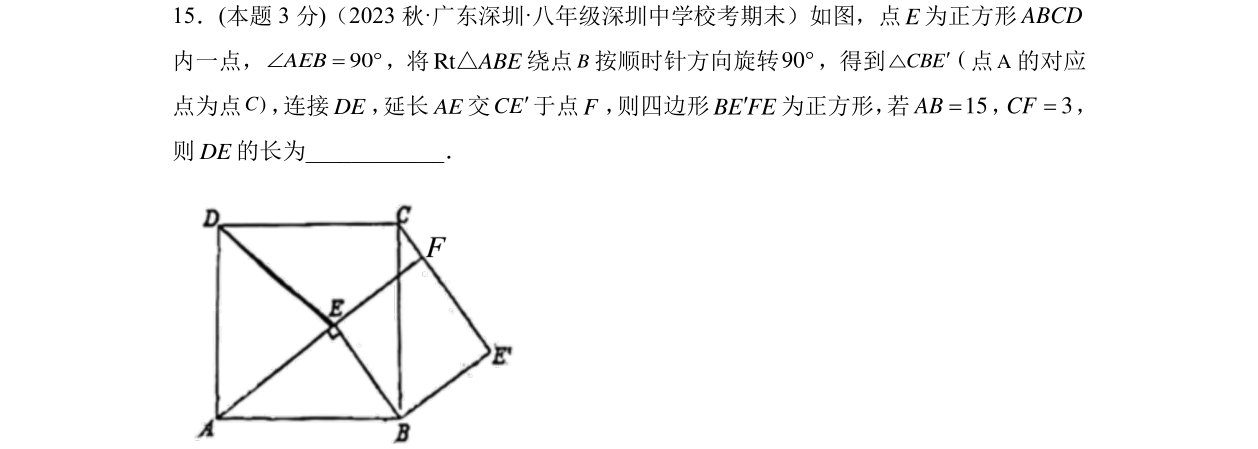 15．(本题 3 分)（2023 秋·广东深圳·八年级深圳中学校考期末）如图，点 E 为正方形 ABCD
内一点，∠AEB = 90°，将 Rt△ABE 绕点 B 按顺时针方向旋转 90°，得到 △CBE′（点 A 的对应
点为点 C)，连接 DE，延长 AE 交 CE′ 于点 F，则四边形 BE′FE 为正方形，若 AB = 15，CF = 3，
则 DE 的长为____________．
D C
F
E
E'
A B